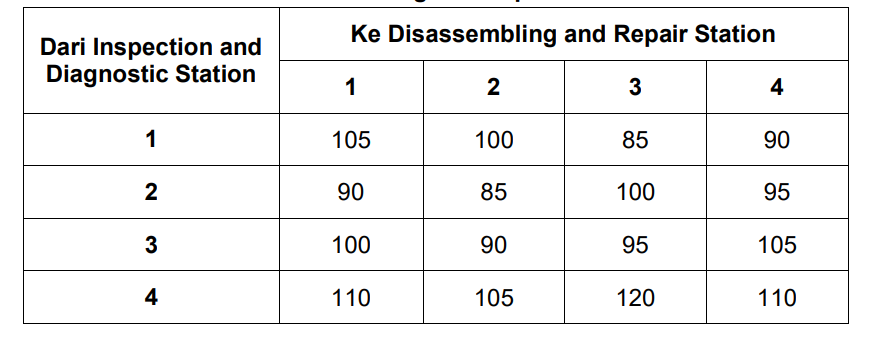 Dari Inspection and
Diagnostic Station
Ke Disassembling and Repair Station
1 2 3 4
1 105 100 85 90
2 90 85 100 95
3 100 90 95 105
4 110 105 120 110